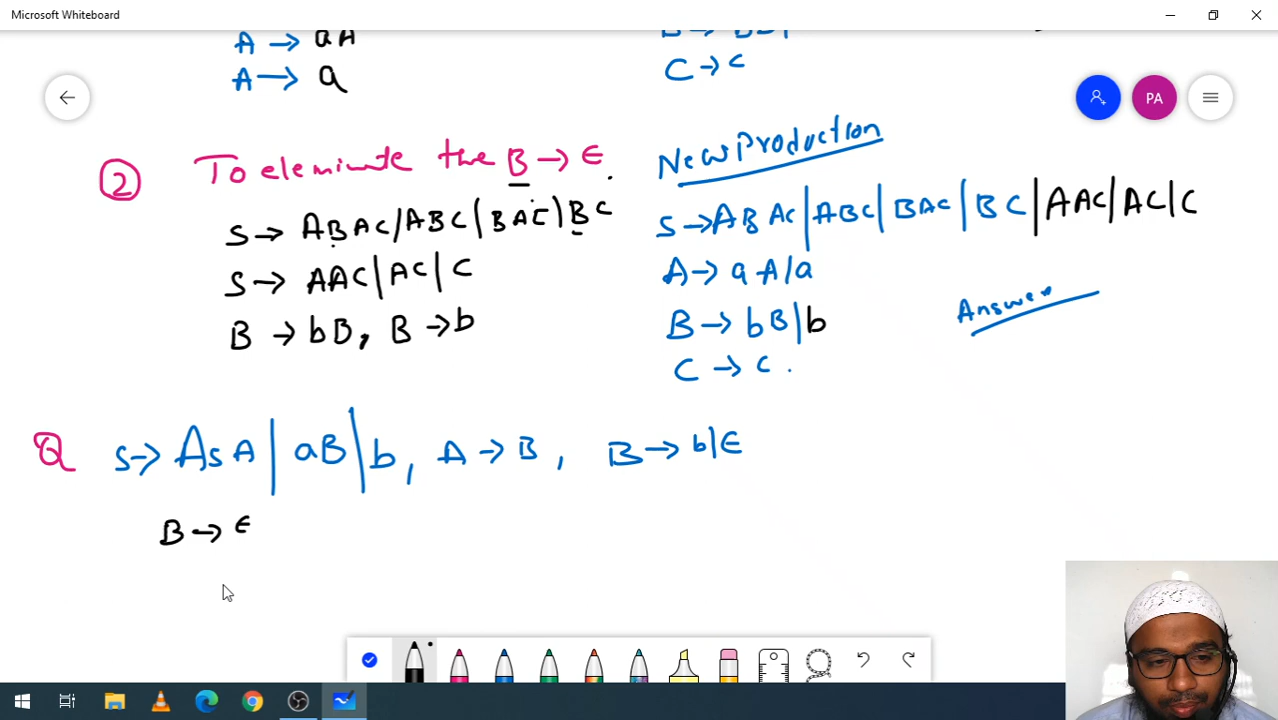 Microsoft Whiteboard
A → aA
A → a
C → c
PA
② To eleminate the B → ∈.
S → ABAC/ABC|BAC|BC
S → AAC|AC|C
B → bB, B → b
New Production
S → ABAC|ABC|BAC|BC|AAC|AC|C
A → aA/a
B → bB|b
C → c.
Answer
Q S → ASA|aB|b, A → B, B → b|∈
B → ∈